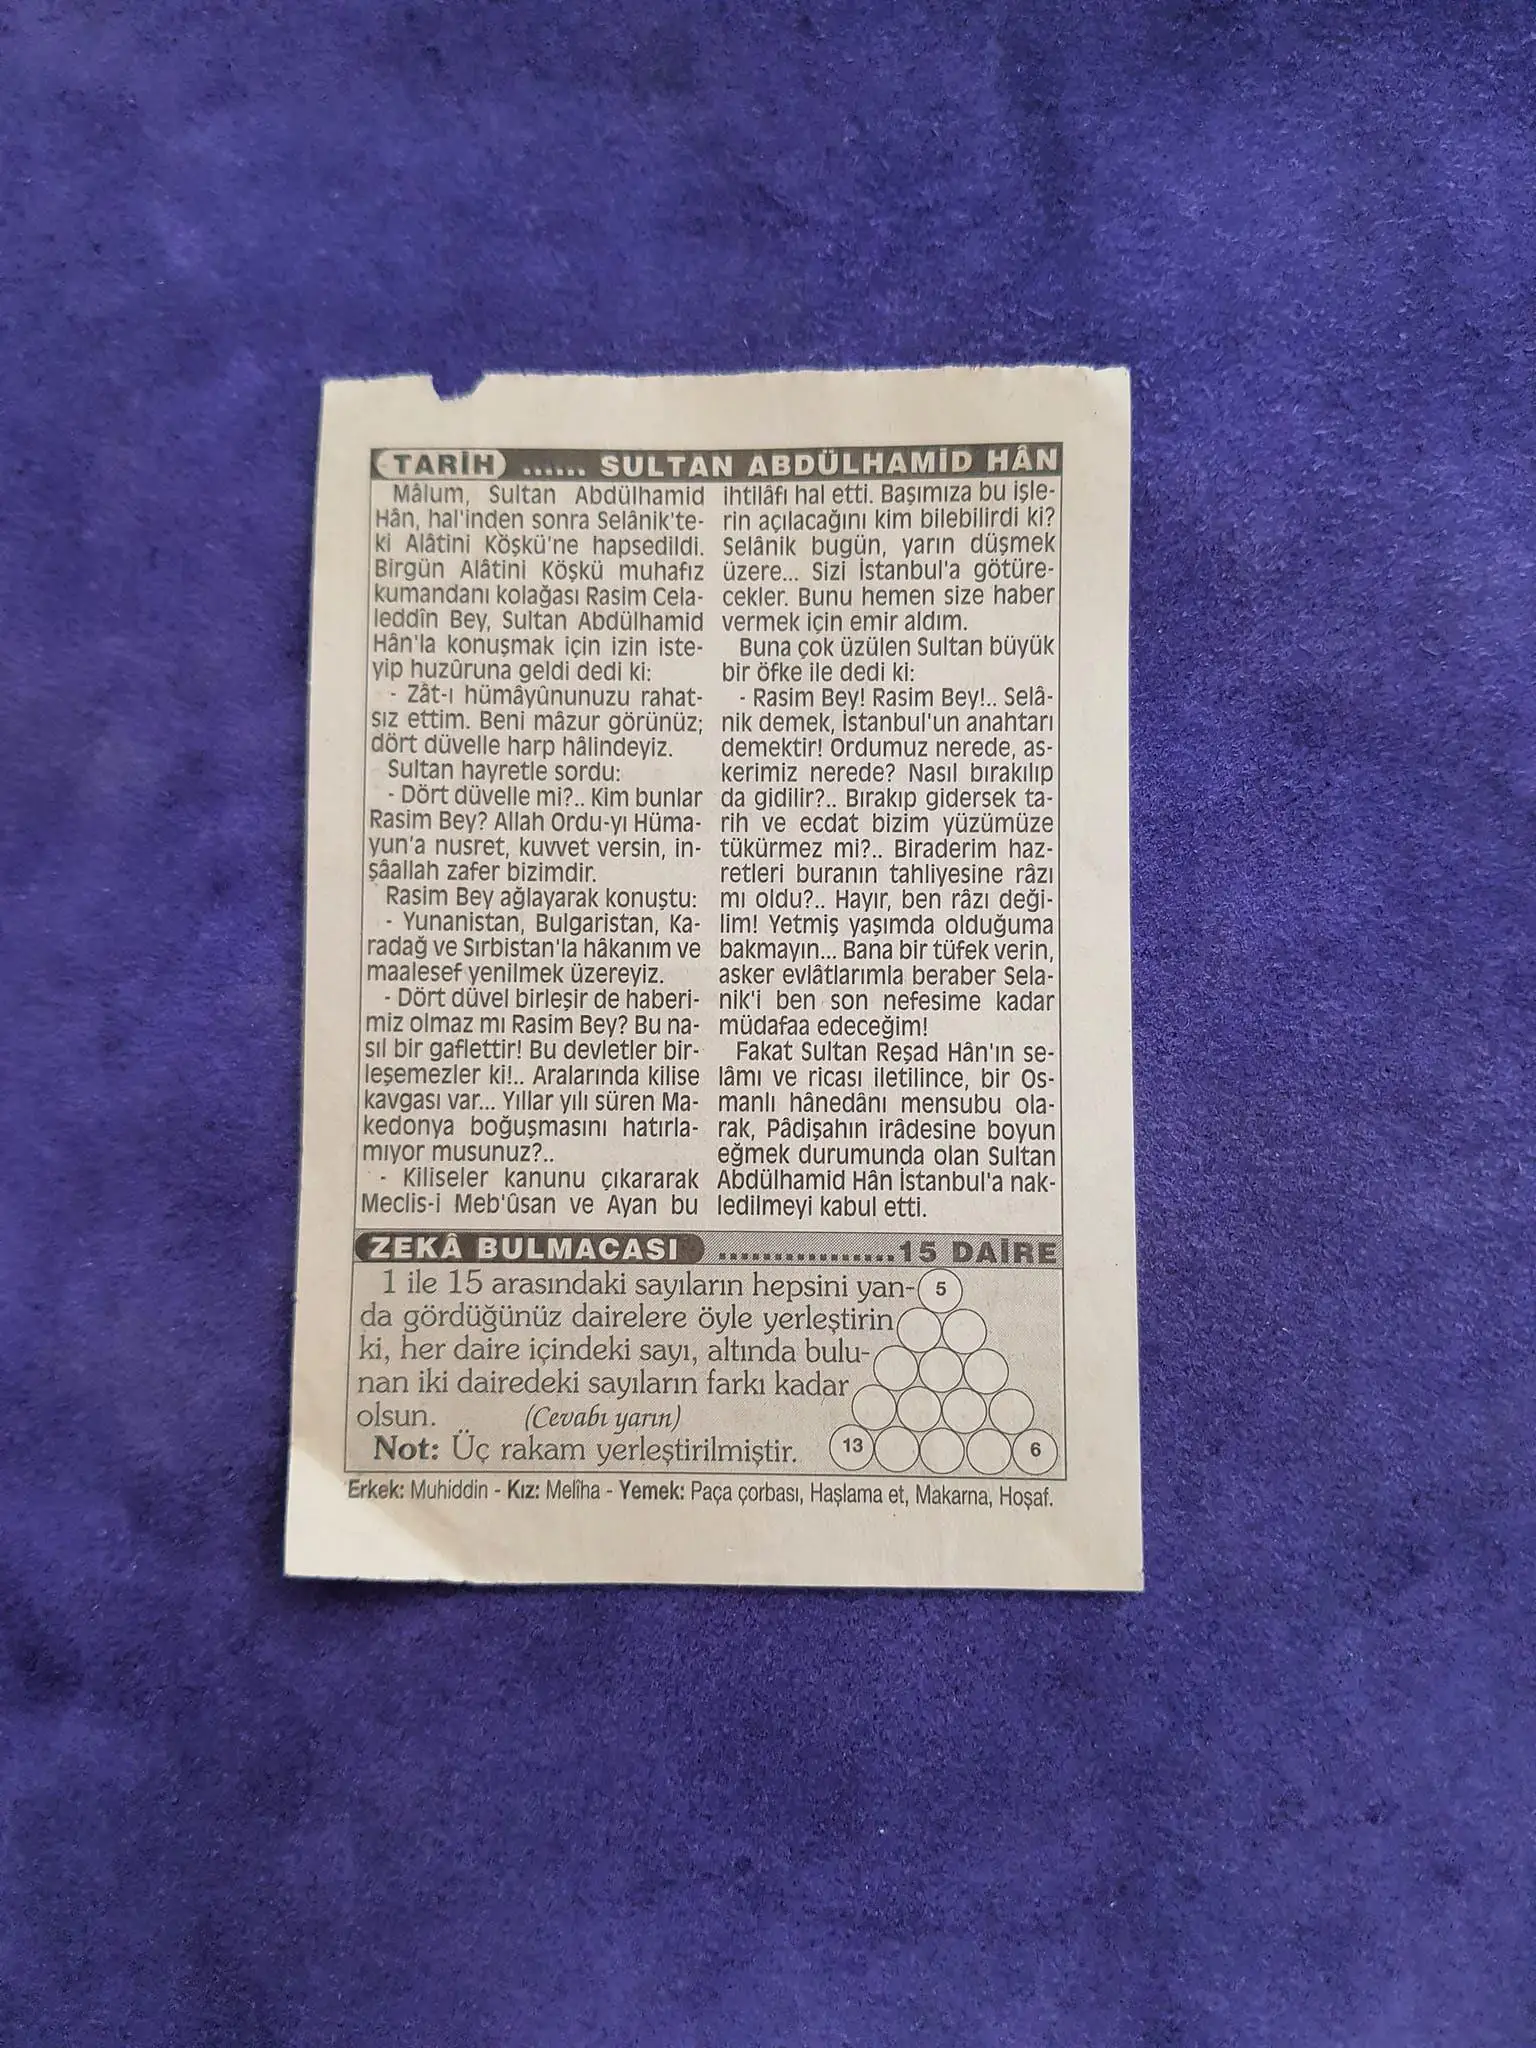 TARİH ...... SULTAN ABDÜLHAMİD HÂN
Mâlum, Sultan Abdülhamid
Hân, hal'inden sonra Selânik'te-
ki Alâtini Köşkü'ne hapsedildi.
Birgün Alâtini Köşkü muhafız
kumandanı kolağası Rasim Cela-
leddîn Bey, Sultan Abdülhamid
Hân'la konuşmak için izin iste-
yip huzûruna geldi dedi ki:
- Zât-ı hümâyûnunuzu rahat-
sız ettim. Beni mâzur görünüz;
dört düvelle harp hâlindeyiz.
Sultan hayretle sordu:
- Dört düvelle mi?.. Kim bunlar
Rasim Bey? Allah Ordu-yı Hüma-
yun'a nusret, kuvvet versin, in-
şâallah zafer bizimdir.
Rasim Bey ağlayarak konuştu:
- Yunanistan, Bulgaristan, Ka-
radağ ve Sırbistan'la hâkanım ve
maalesef yenilmek üzereyiz.
- Dört düvel birleşir de haberi-
miz olmaz mı Rasim Bey? Bu na-
sıl bir gaflettir! Bu devletler bir-
leşemezler ki!.. Aralarında kilise
kavgası var... Yıllar yılı süren Ma-
kedonya boğuşmasını hatırla-
mıyor musunuz?..
- Kiliseler kanunu çıkararak
Meclis-i Meb'ûsan ve Ayan bu
ihtilâfı hal etti. Başımıza bu işle-
rin açılacağını kim bilebilirdi ki?
Selânik bugün, yarın düşmek
üzere... Sizi İstanbul'a götüre-
cekler. Bunu hemen size haber
vermek için emir aldım.
Buna çok üzülen Sultan büyük
bir öfke ile dedi ki:
- Rasim Bey! Rasim Bey!.. Selâ-
nik demek, İstanbul'un anahtarı
demektir! Ordumuz nerede, as-
kerimiz nerede? Nasıl bırakılıp
da gidilir?.. Bırakıp gidersek ta-
rih ve ecdat bizim yüzümüze
tükürmez mi?.. Biraderim haz-
retleri buranın tahliyesine râzı
mı oldu?.. Hayır, ben râzı deği-
lim! Yetmiş yaşımda olduğuma
bakmayın... Bana bir tüfek verin,
asker evlâtlarımla beraber Sela-
nik'i ben son nefesime kadar
müdafaa edeceğim!
Fakat Sultan Reşad Hân'ın se-
lâmı ve ricası iletilince, bir Os-
manlı hânedânı mensubu ola-
rak, Pâdişahın irâdesine boyun
eğmek durumunda olan Sultan
Abdülhamid Hân İstanbul'a nak-
ledilmeyi kabul etti.
ZEKÂ BULMACASI .................15 DAİRE
1 ile 15 arasındaki sayıların hepsini yan-
da gördüğünüz dairelere öyle yerleştirin
ki, her daire içindeki sayı, altında bulu-
nan iki dairedeki sayıların farkı kadar
olsun. (Cevabı yarın)
Not: Üç rakam yerleştirilmiştir.
5
13 6
Erkek: Muhiddin - Kız: Melîha - Yemek: Paça çorbası, Haşlama et, Makarna, Hoşaf.